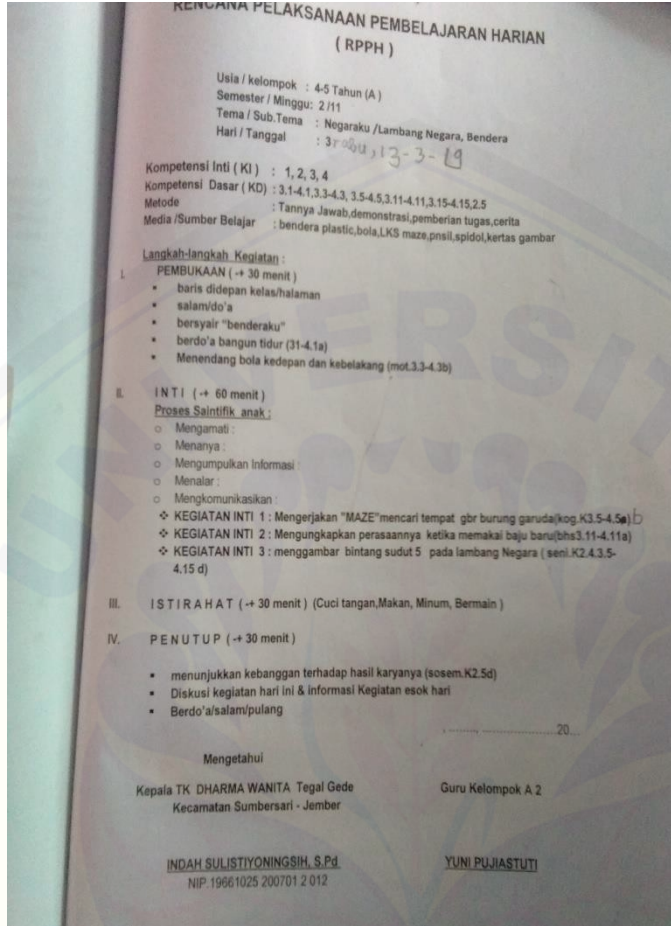 RENCANA PELAKSANAAN PEMBELAJARAN HARIAN
( RPPH )
Usia / kelompok : 4-5 Tahun (A )
Semester / Minggu: 2 /11
Tema / Sub.Tema : Negaraku /Lambang Negara, Bendera
Hari / Tanggal : 3 rabu, 13-3-19
Kompetensi Inti ( KI ) : 1, 2, 3, 4
Kompetensi Dasar ( KD) : 3.1-4.1,3.3-4.3, 3.5-4.5,3.11-4.11,3.15-4.15,2.5
Metode : Tannya Jawab,demonstrasi,pemberian tugas,cerita
Media /Sumber Belajar : bendera plastic,bola,LKS maze,pnsil,spidol,kertas gambar
Langkah-langkah Kegiatan :
I. PEMBUKAAN ( -+ 30 menit )
▪ baris didepan kelas/halaman
▪ salam/do'a
▪ bersyair "benderaku"
▪ berdo'a bangun tidur (31-4.1a)
▪ Menendang bola kedepan dan kebelakang (mot.3.3-4.3b)
II. I N T I ( -+ 60 menit )
Proses Saintifik anak :
o Mengamati :
o Menanya :
o Mengumpulkan Informasi :
o Menalar :
o Mengkomunikasikan :
❖ KEGIATAN INTI 1 : Mengerjakan "MAZE"mencari tempat gbr burung garuda(kog.K3.5-4.5a) b
❖ KEGIATAN INTI 2 : Mengungkapkan perasaannya ketika memakai baju baru(bhs3.11-4.11a)
❖ KEGIATAN INTI 3 : menggambar bintang sudut 5 pada lambang Negara ( seni.K2.4.3.5-
4.15 d)
III. I S T I R A H A T ( -+ 30 menit ) (Cuci tangan,Makan, Minum, Bermain )
IV. P E N U T U P ( -+ 30 menit )
▪ menunjukkan kebanggan terhadap hasil karyanya (sosem.K2.5d)
▪ Diskusi kegiatan hari ini & informasi Kegiatan esok hari
▪ Berdo'a/salam/pulang
................, ..............................20....
Mengetahui
Kepala TK DHARMA WANITA Tegal Gede Guru Kelompok A 2
Kecamatan Sumbersari - Jember
INDAH SULISTIYONINGSIH, S.Pd YUNI PUJIASTUTI
NIP.19661025 200701 2 012